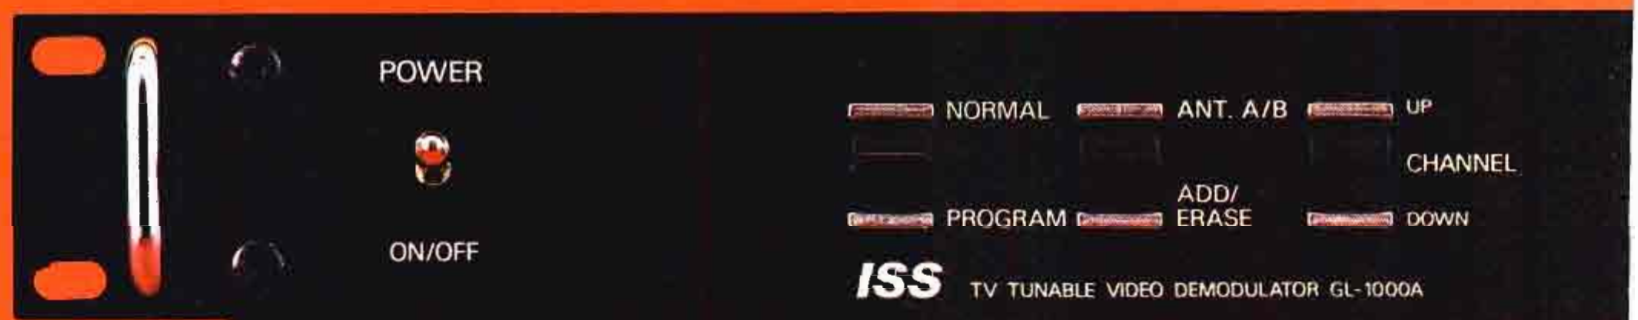 POWER
ON/OFF
NORMAL
ANT. A/B
UP
CHANNEL
PROGRAM
ADD/
ERASE
DOWN
ISS TV TUNABLE VIDEO DEMODULATOR GL-1000A